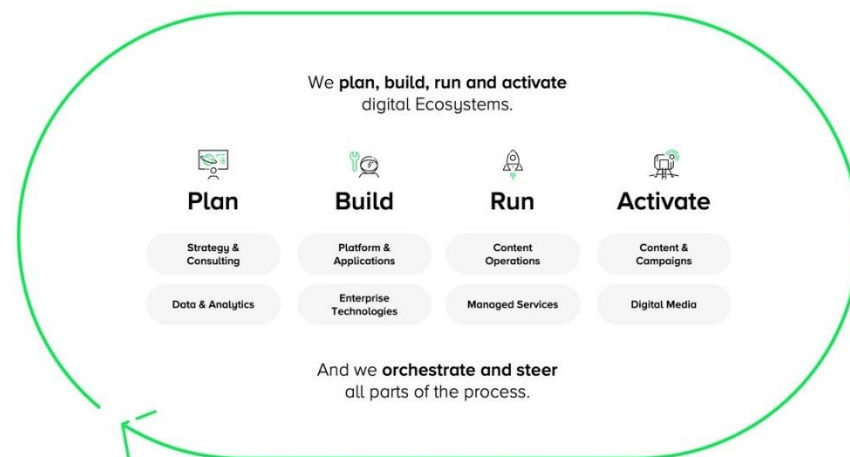 We plan, build, run and activate
digital Ecosystems.
Plan
Build
Run
Activate
Strategy &
Consulting
Platform &
Applications
Content
Operations
Content &
Campaigns
Data & Analytics
Enterprise
Technologies
Managed Services
Digital Media
And we orchestrate and steer
all parts of the process.